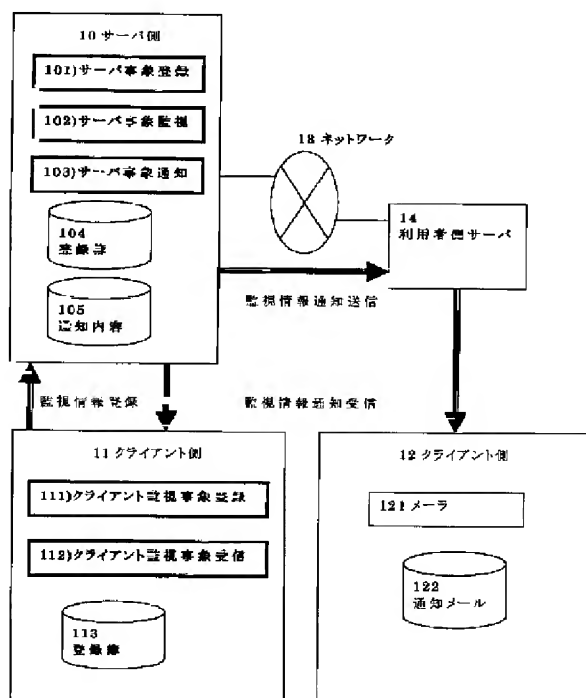 10 サーバ側
101)サーバ事象登録
102)サーバ事象監視
103)サーバ事象通知
104
登録簿
105
通知内容
18 ネットワーク
14
利用者側サーバ
監視情報通知送信
監視情報登録
監視情報通知受信
11 クライアント側
111)クライアント監視事象登録
112)クライアント監視事象受信
113
登録簿
12 クライアント側
121 メーラ
122
通知メール